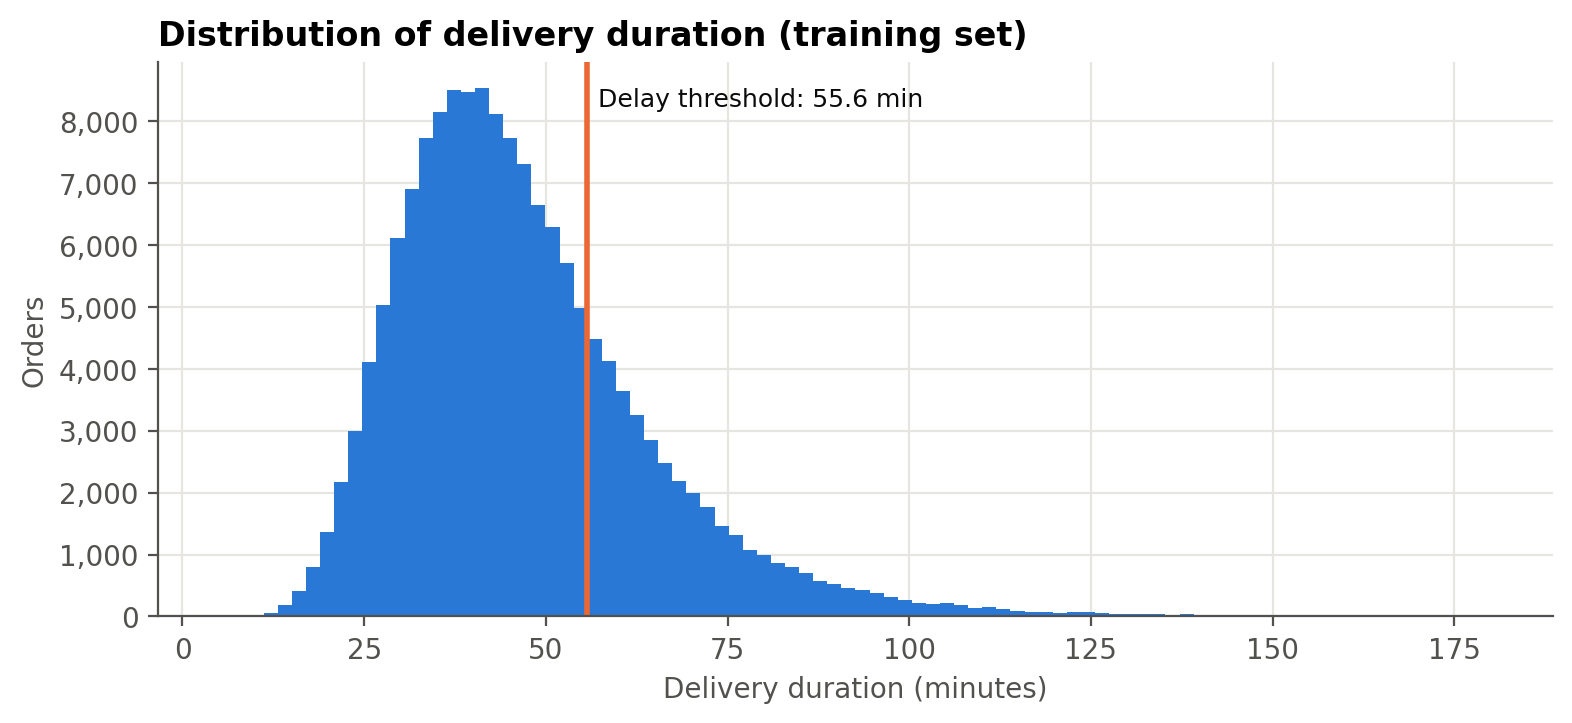 Distribution of delivery duration (training set)
Delay threshold: 55.6 min
Orders
8,000
7,000
6,000
5,000
4,000
3,000
2,000
1,000
0
0 25 50 75 100 125 150 175
Delivery duration (minutes)